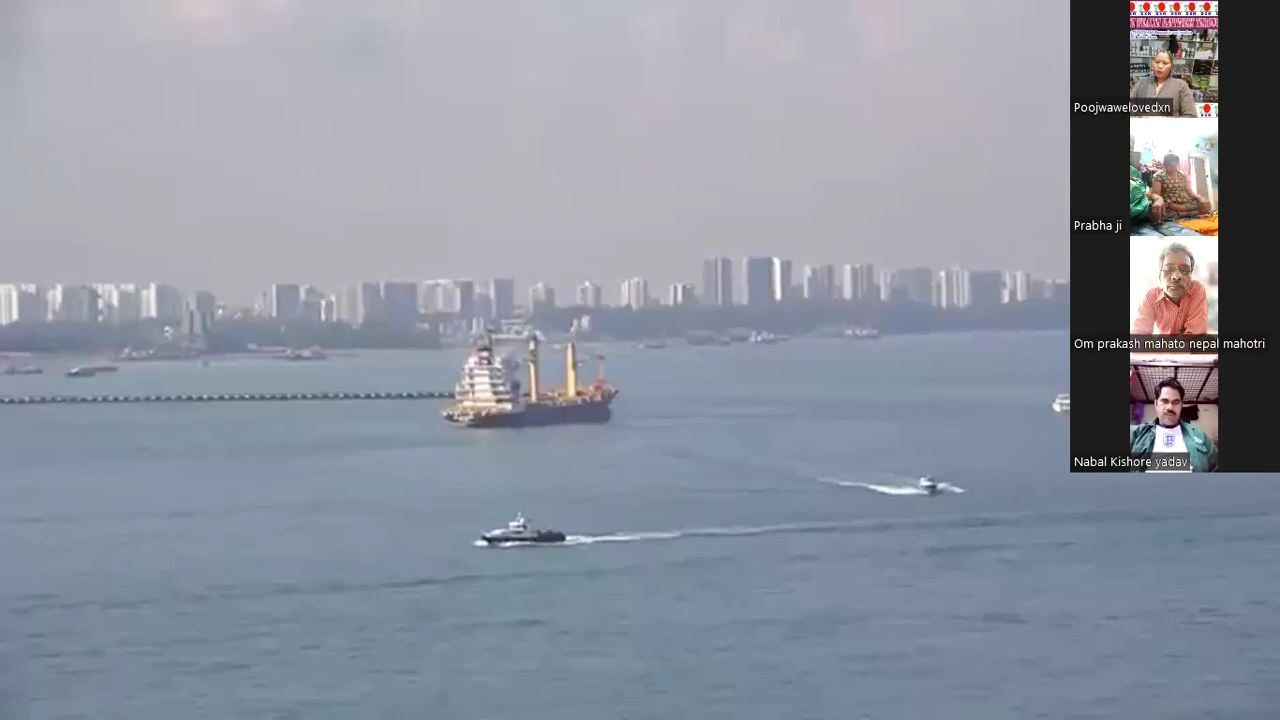 Poojwawelovedxn
Prabha ji
Om prakash mahato nepal mahotri
Nabal Kishore yadav